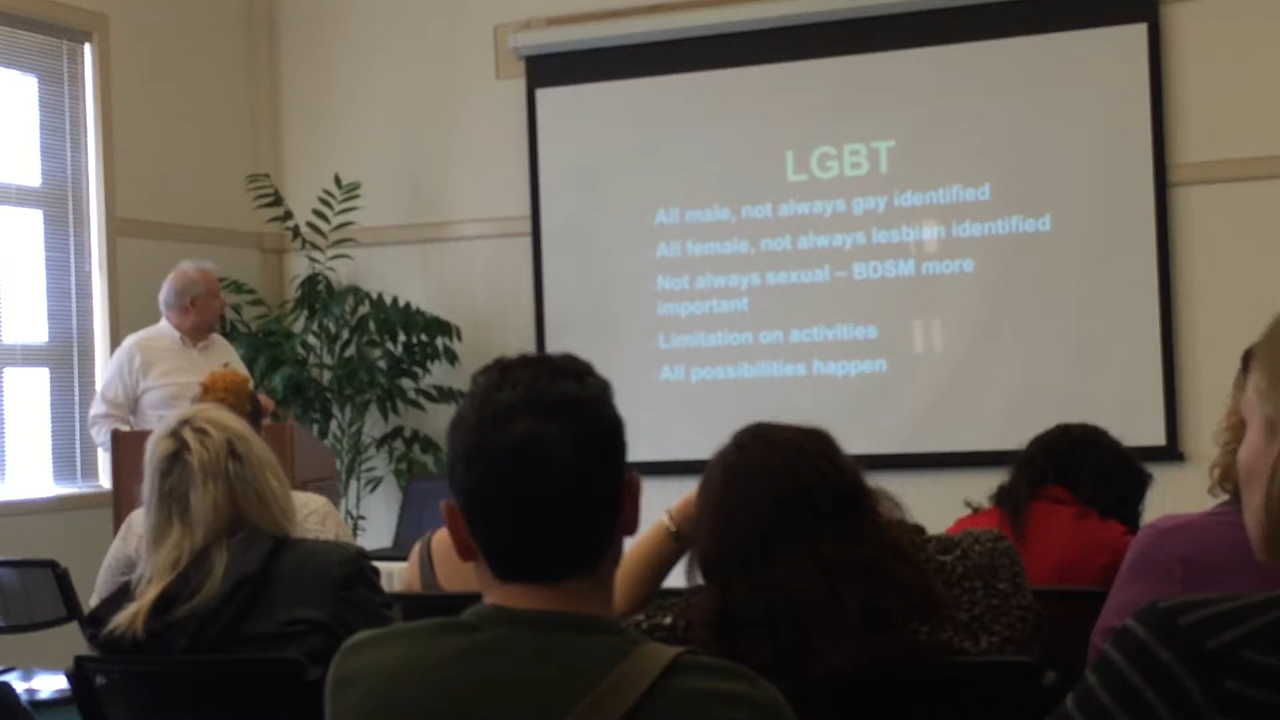 LGBT
All male, not always gay identified
All female, not always lesbian identified
Not always sexual – BDSM more
important
Limitation on activities
All possibilities happen